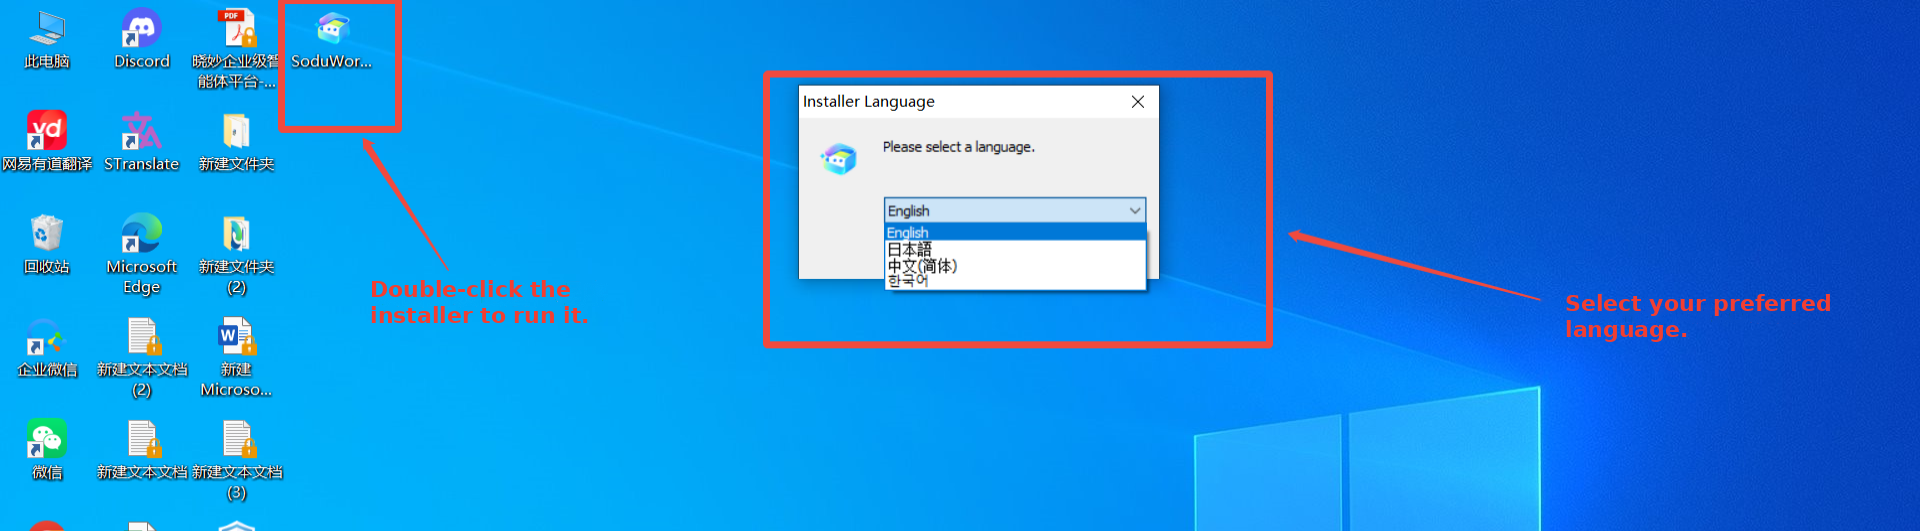 此电脑
Discord
晓妙企业级智
能体平台-...
SoduWor...
网易有道翻译
STranslate
新建文件夹
回收站
Microsoft
Edge
新建文件夹
(2)
企业微信
新建文本文档
(2)
新建
Microso...
微信
新建文本文档
新建文本文档
(3)
PDF
yd
W
Double-click the
installer to run it.
Installer Language
Please select a language.
English
English
日本語
中文(简体)
한국어
Select your preferred
language.